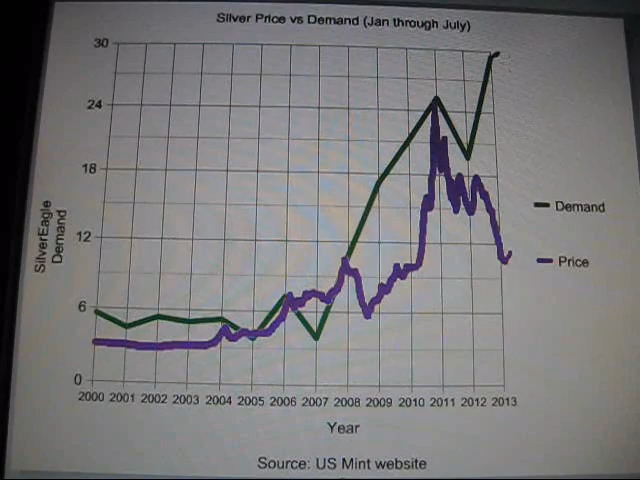 Silver Price vs Demand (Jan through July)
30
24
18
12
6
0
SilverEagle
Demand
2000 2001 2002 2003 2004 2005 2006 2007 2008 2009 2010 2011 2012 2013
Year
Demand
Price
Source: US Mint website